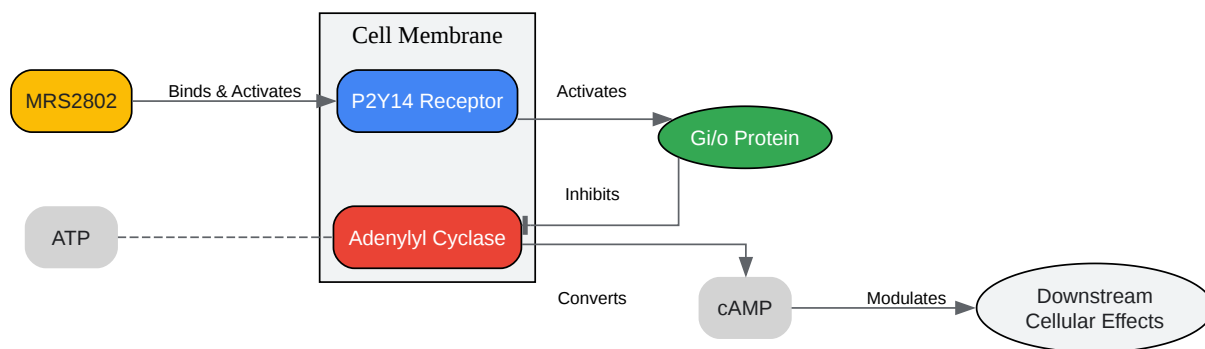 Cell Membrane
MRS2802
Binds & Activates
P2Y14 Receptor
Activates
Gi/o Protein
Inhibits
ATP
Adenylyl Cyclase
Converts
cAMP
Modulates
Downstream
Cellular Effects